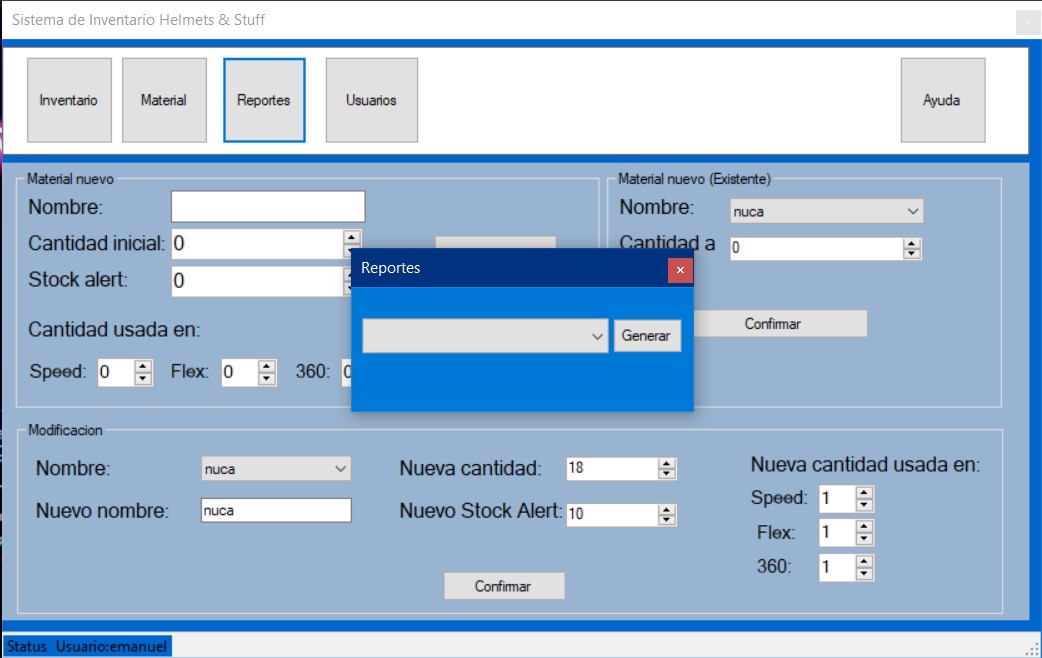 Sistema de Inventario Helmets & Stuff
Inventario
Material
Reportes
Usuarios
Ayuda
Material nuevo
Nombre:
Cantidad inicial: 0
Stock alert: 0
Cantidad usada en:
Speed: 0 Flex: 0 360: 0
Material nuevo (Existente)
Nombre: nuca
Cantidad a 0
Confirmar
Reportes
Generar
Modificacion
Nombre: nuca
Nuevo nombre: nuca
Nueva cantidad: 18
Nuevo Stock Alert: 10
Nueva cantidad usada en:
Speed: 1
Flex: 1
360: 1
Confirmar
Status Usuario:emanuel